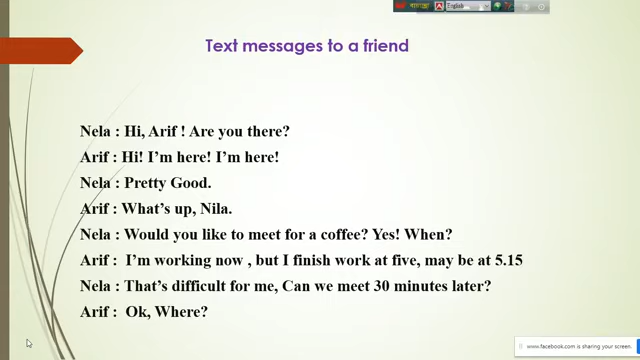 English
Text messages to a friend
Nela : Hi, Arif ! Are you there?
Arif : Hi! I'm here! I'm here!
Nela : Pretty Good.
Arif : What's up, Nila.
Nela : Would you like to meet for a coffee? Yes! When?
Arif : I'm working now , but I finish work at five, may be at 5.15
Nela : That's difficult for me, Can we meet 30 minutes later?
Arif : Ok, Where?
www.facebook.com is sharing your screen.